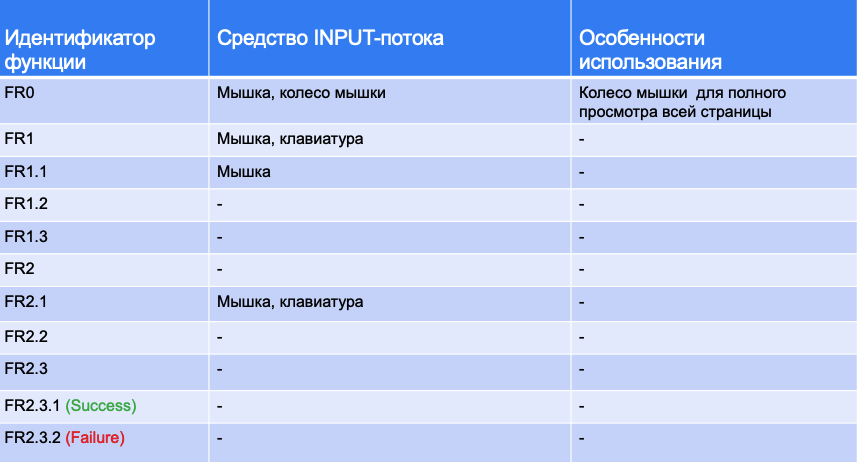 Идентификатор функции Средство INPUT-потока Особенности использования
FR0 Мышка, колесо мышки Колесо мышки для полного просмотра всей страницы
FR1 Мышка, клавиатура -
FR1.1 Мышка -
FR1.2 - -
FR1.3 - -
FR2 - -
FR2.1 Мышка, клавиатура -
FR2.2 - -
FR2.3 - -
FR2.3.1 (Success) - -
FR2.3.2 (Failure) - -